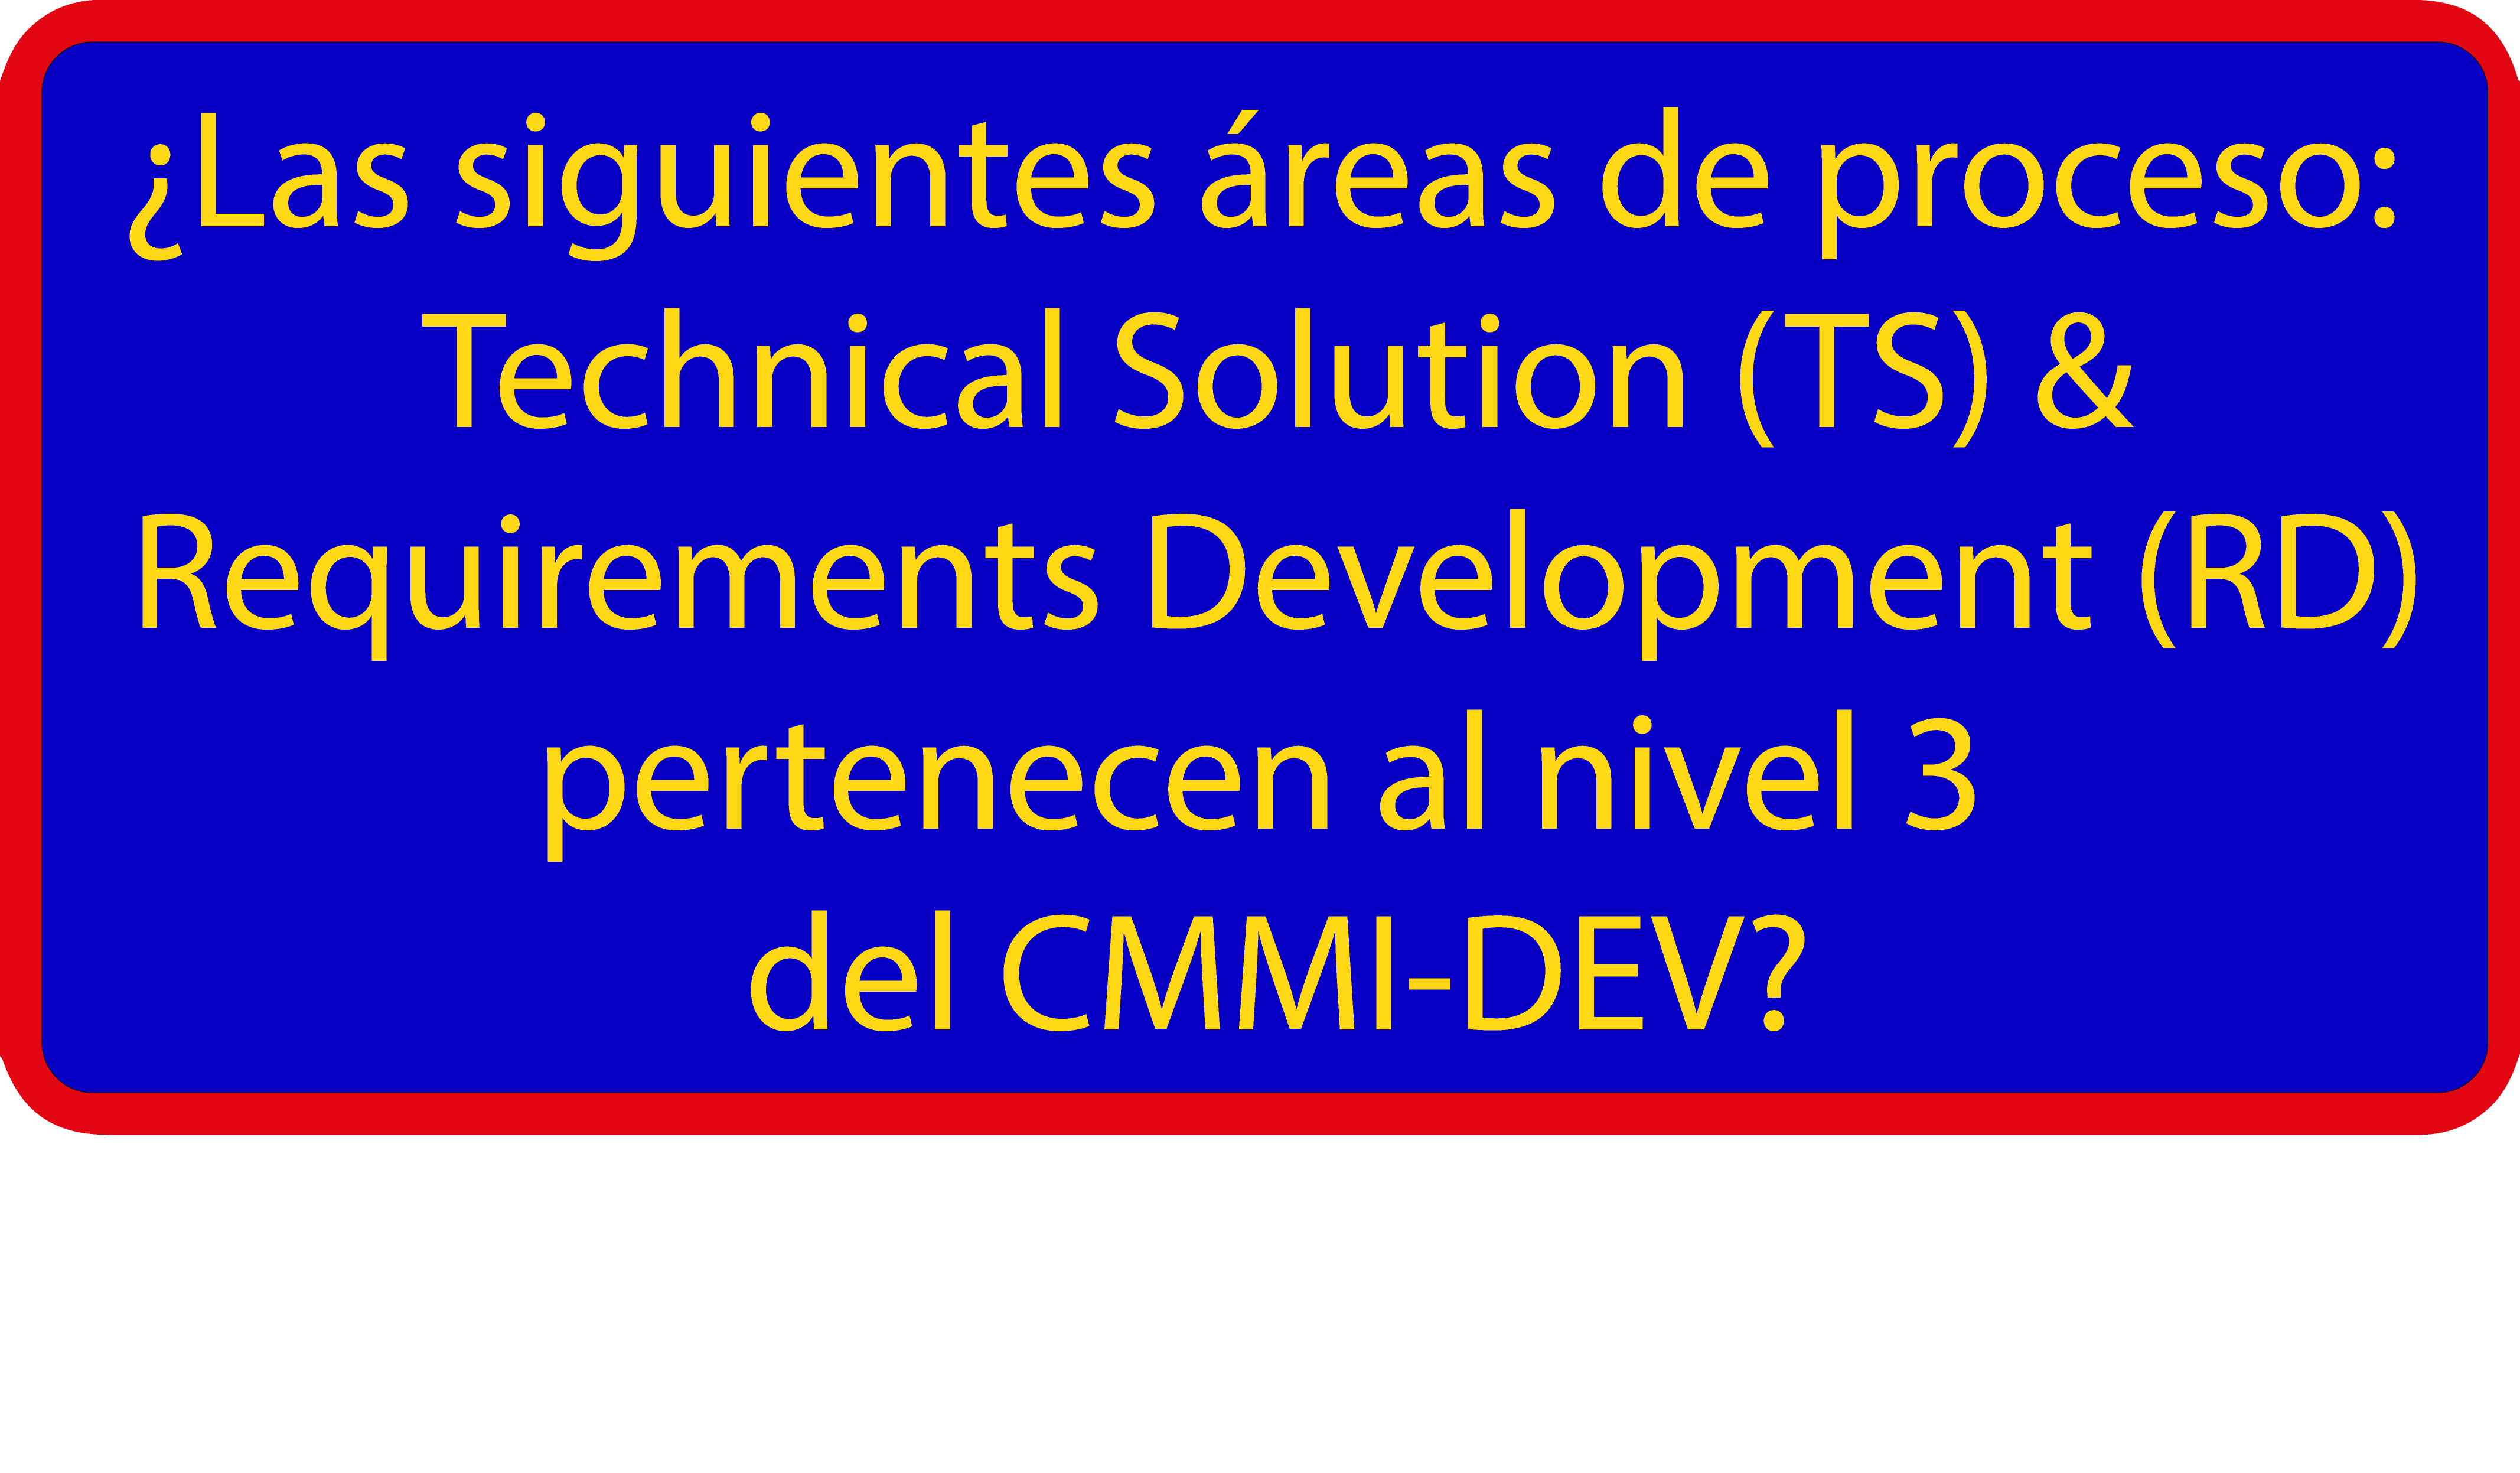 ¿Las siguientes áreas de proceso:
Technical Solution (TS) &
Requirements Development (RD)
pertenecen al nivel 3
del CMMI-DEV?